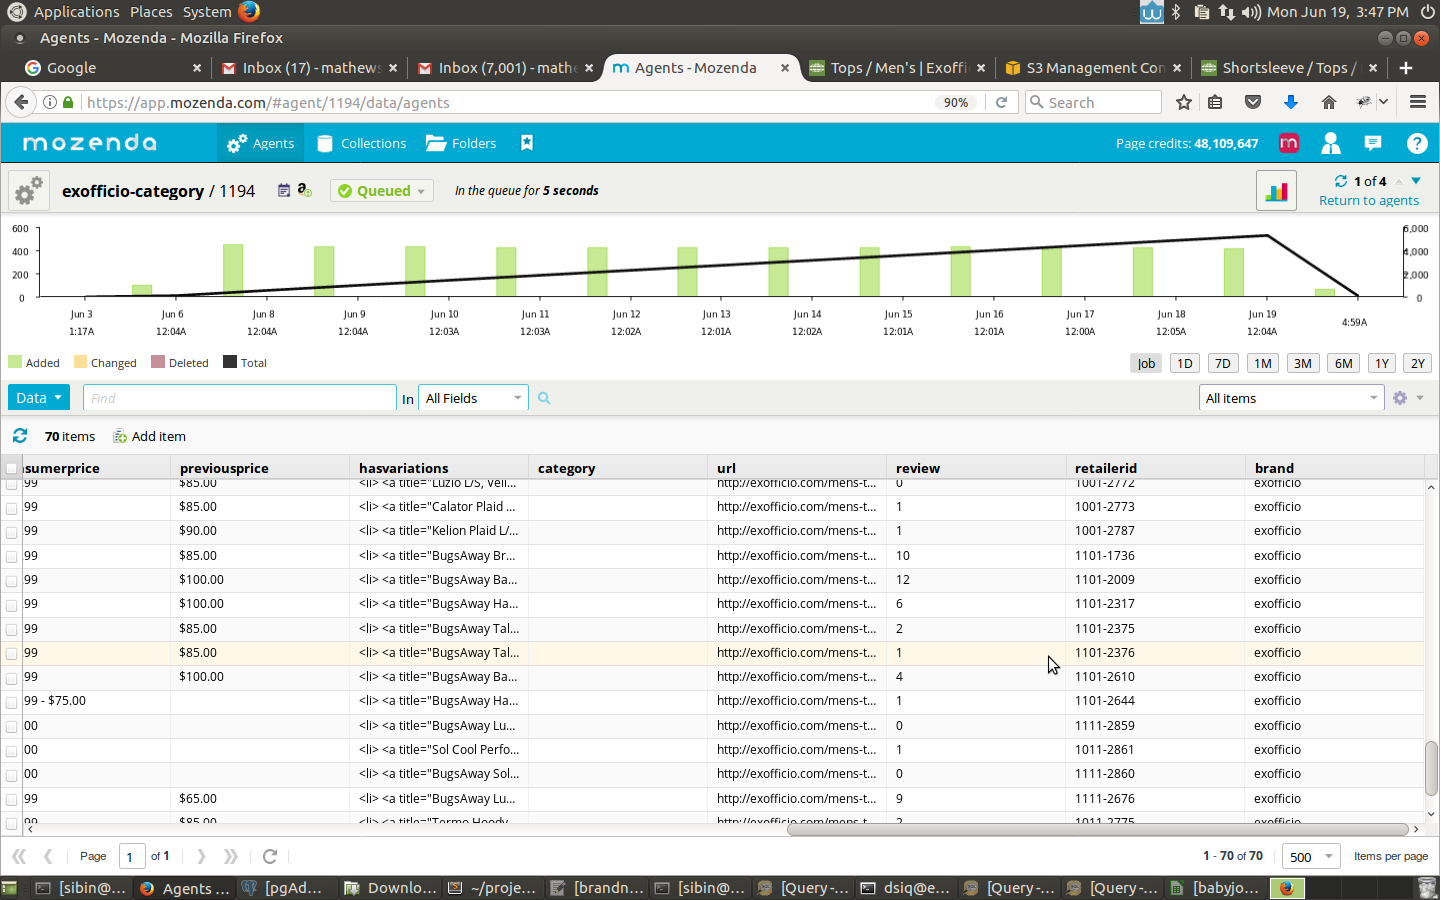 Applications Places System Mon Jun 19, 3:47 PM
Agents - Mozenda - Mozilla Firefox
Google Inbox (17) - mathews Inbox (7,001) - mathe Agents - Mozenda Tops / Men's | Exoffi S3 Management Con Shortsleeve / Tops /
https://app.mozenda.com/#agent/1194/data/agents 90% Search
mozenda Agents Collections Folders Page credits: 48,109,647 m ?
exofficio-category / 1194 Queued In the queue for 5 seconds 1 of 4
Return to agents
600 6,000
400 4,000
200 2,000
0 0
Jun 3 Jun 6 Jun 8 Jun 9 Jun 10 Jun 11 Jun 12 Jun 13 Jun 14 Jun 15 Jun 16 Jun 17 Jun 18 Jun 19
1:17A 12:04A 12:04A 12:04A 12:03A 12:03A 12:02A 12:01A 12:02A 12:01A 12:01A 12:00A 12:05A 12:04A 4:59A
Added Changed Deleted Total Job 1D 7D 1M 3M 6M 1Y 2Y
Data Find In All Fields All items
70 items Add item
sumerprice previousprice hasvariations category url review retailerid brand
99 $85.00 <li> <a title="Luzio L/S, Vell... http://exofficio.com/mens-t... 0 1001-2772 exofficio
99 $85.00 <li> <a title="Calator Plaid ... http://exofficio.com/mens-t... 1 1001-2773 exofficio
99 $90.00 <li> <a title="Kelion Plaid L/... http://exofficio.com/mens-t... 1 1001-2787 exofficio
99 $85.00 <li> <a title="BugsAway Br... http://exofficio.com/mens-t... 10 1101-1736 exofficio
99 $100.00 <li> <a title="BugsAway Ba... http://exofficio.com/mens-t... 12 1101-2009 exofficio
99 $100.00 <li> <a title="BugsAway Ha... http://exofficio.com/mens-t... 6 1101-2317 exofficio
99 $85.00 <li> <a title="BugsAway Tal... http://exofficio.com/mens-t... 2 1101-2375 exofficio
99 $85.00 <li> <a title="BugsAway Tal... http://exofficio.com/mens-t... 1 1101-2376 exofficio
99 $100.00 <li> <a title="BugsAway Ba... http://exofficio.com/mens-t... 4 1101-2610 exofficio
99 - $75.00 <li> <a title="BugsAway Ha... http://exofficio.com/mens-t... 1 1101-2644 exofficio
00 <li> <a title="BugsAway Lu... http://exofficio.com/mens-t... 0 1111-2859 exofficio
00 <li> <a title="Sol Cool Perfo... http://exofficio.com/mens-t... 1 1011-2861 exofficio
00 <li> <a title="BugsAway Sol... http://exofficio.com/mens-t... 0 1111-2860 exofficio
99 $65.00 <li> <a title="BugsAway Lu... http://exofficio.com/mens-t... 9 1111-2676 exofficio
99 $85.00 <li> <a title="Termo Hoody... http://exofficio.com/mens-t... 2 1011-2775 exofficio
Page 1 of 1 1 - 70 of 70 500 Items per page
[sibin@... Agents ... [pgAd... Downlo... ~/proje... [brandn... [sibin@... [Query-... dsiq@e... [Query-... [Query-... [babyjo...